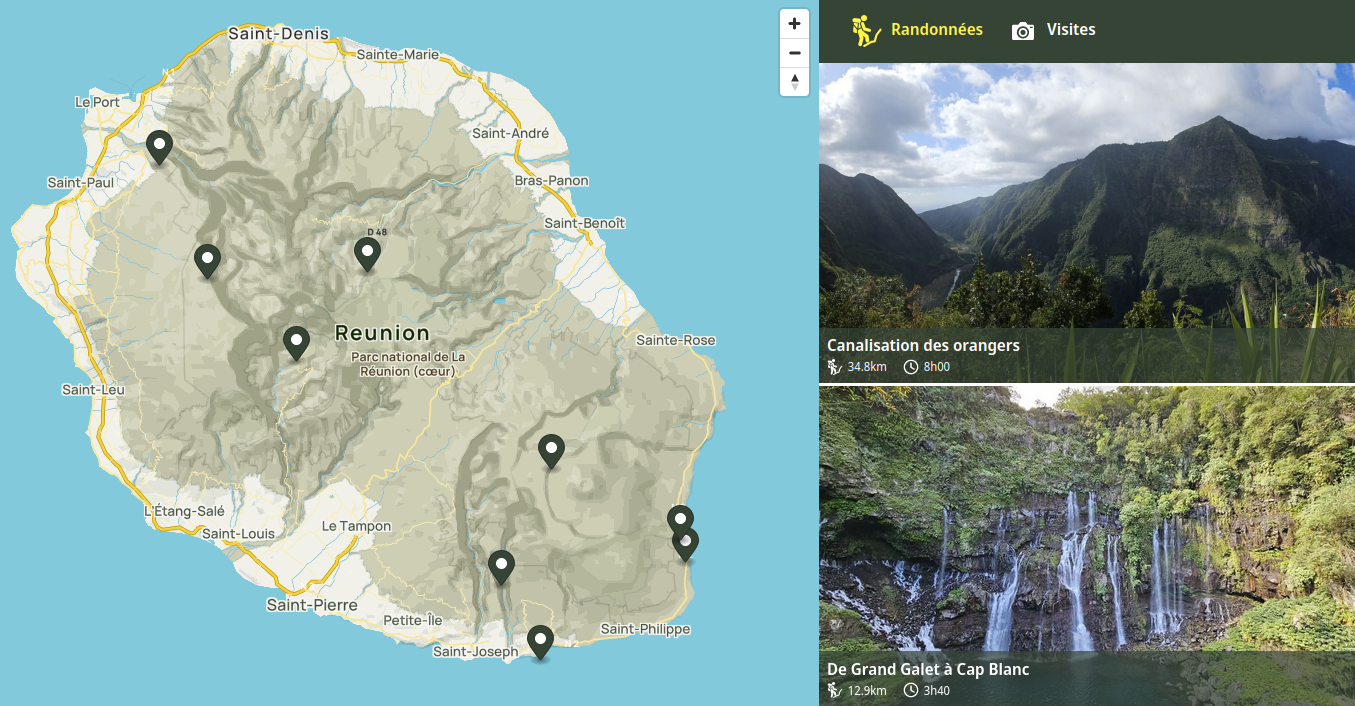 Saint-Denis
Sainte-Marie
N 1
Le Port
Saint-André
Saint-Paul
Bras-Panon
Saint-Benoît
D 48
Reunion
Parc national de La
Réunion (cœur)
Sainte-Rose
Saint-Leu
L'Étang-Salé
Saint-Louis
Le Tampon
Saint-Pierre
Petite-Île
Saint-Joseph
Saint-Philippe
Randonnées
Visites
Canalisation des orangers
34.8km
8h00
De Grand Galet à Cap Blanc
12.9km
3h40